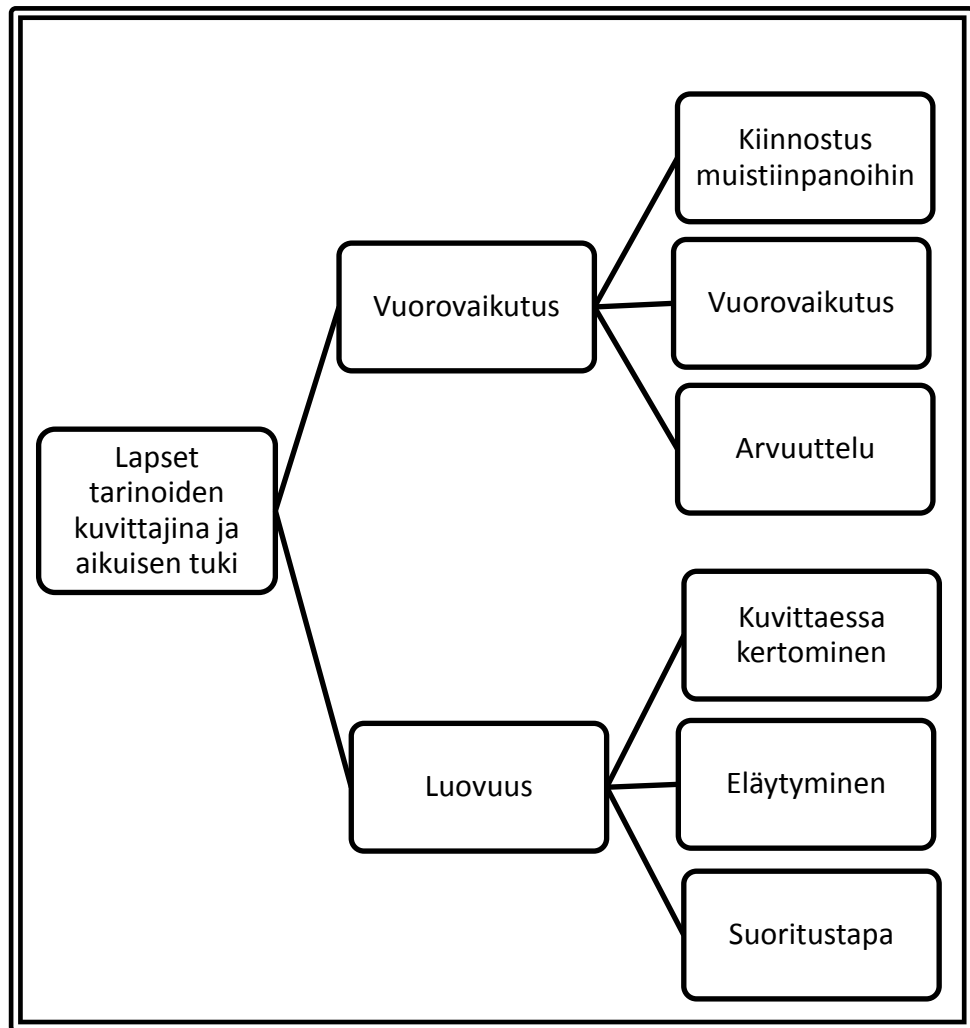 Kiinnostus
muistiinpanoihin
Vuorovaikutus
Vuorovaikutus
Arvuuttelu
Lapset
tarinoiden
kuvittajina ja
aikuisen tuki
Kuvittaessa
kertominen
Luovuus
Eläytyminen
Suoritustapa